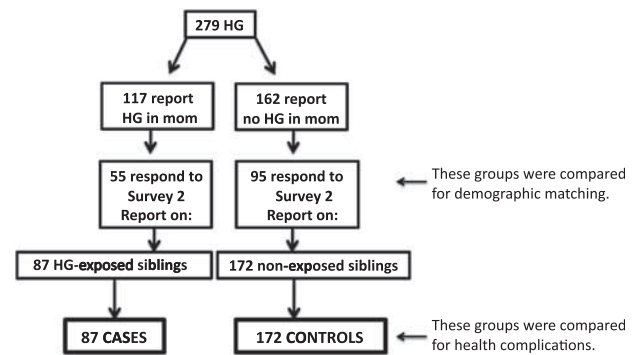 279 HG
117 report
HG in mom
162 report
no HG in mom
55 respond to
Survey 2
Report on:
95 respond to
Survey 2
Report on:
These groups were compared
for demographic matching.
87 HG-exposed siblings
172 non-exposed siblings
87 CASES
172 CONTROLS
These groups were compared
for health complications.